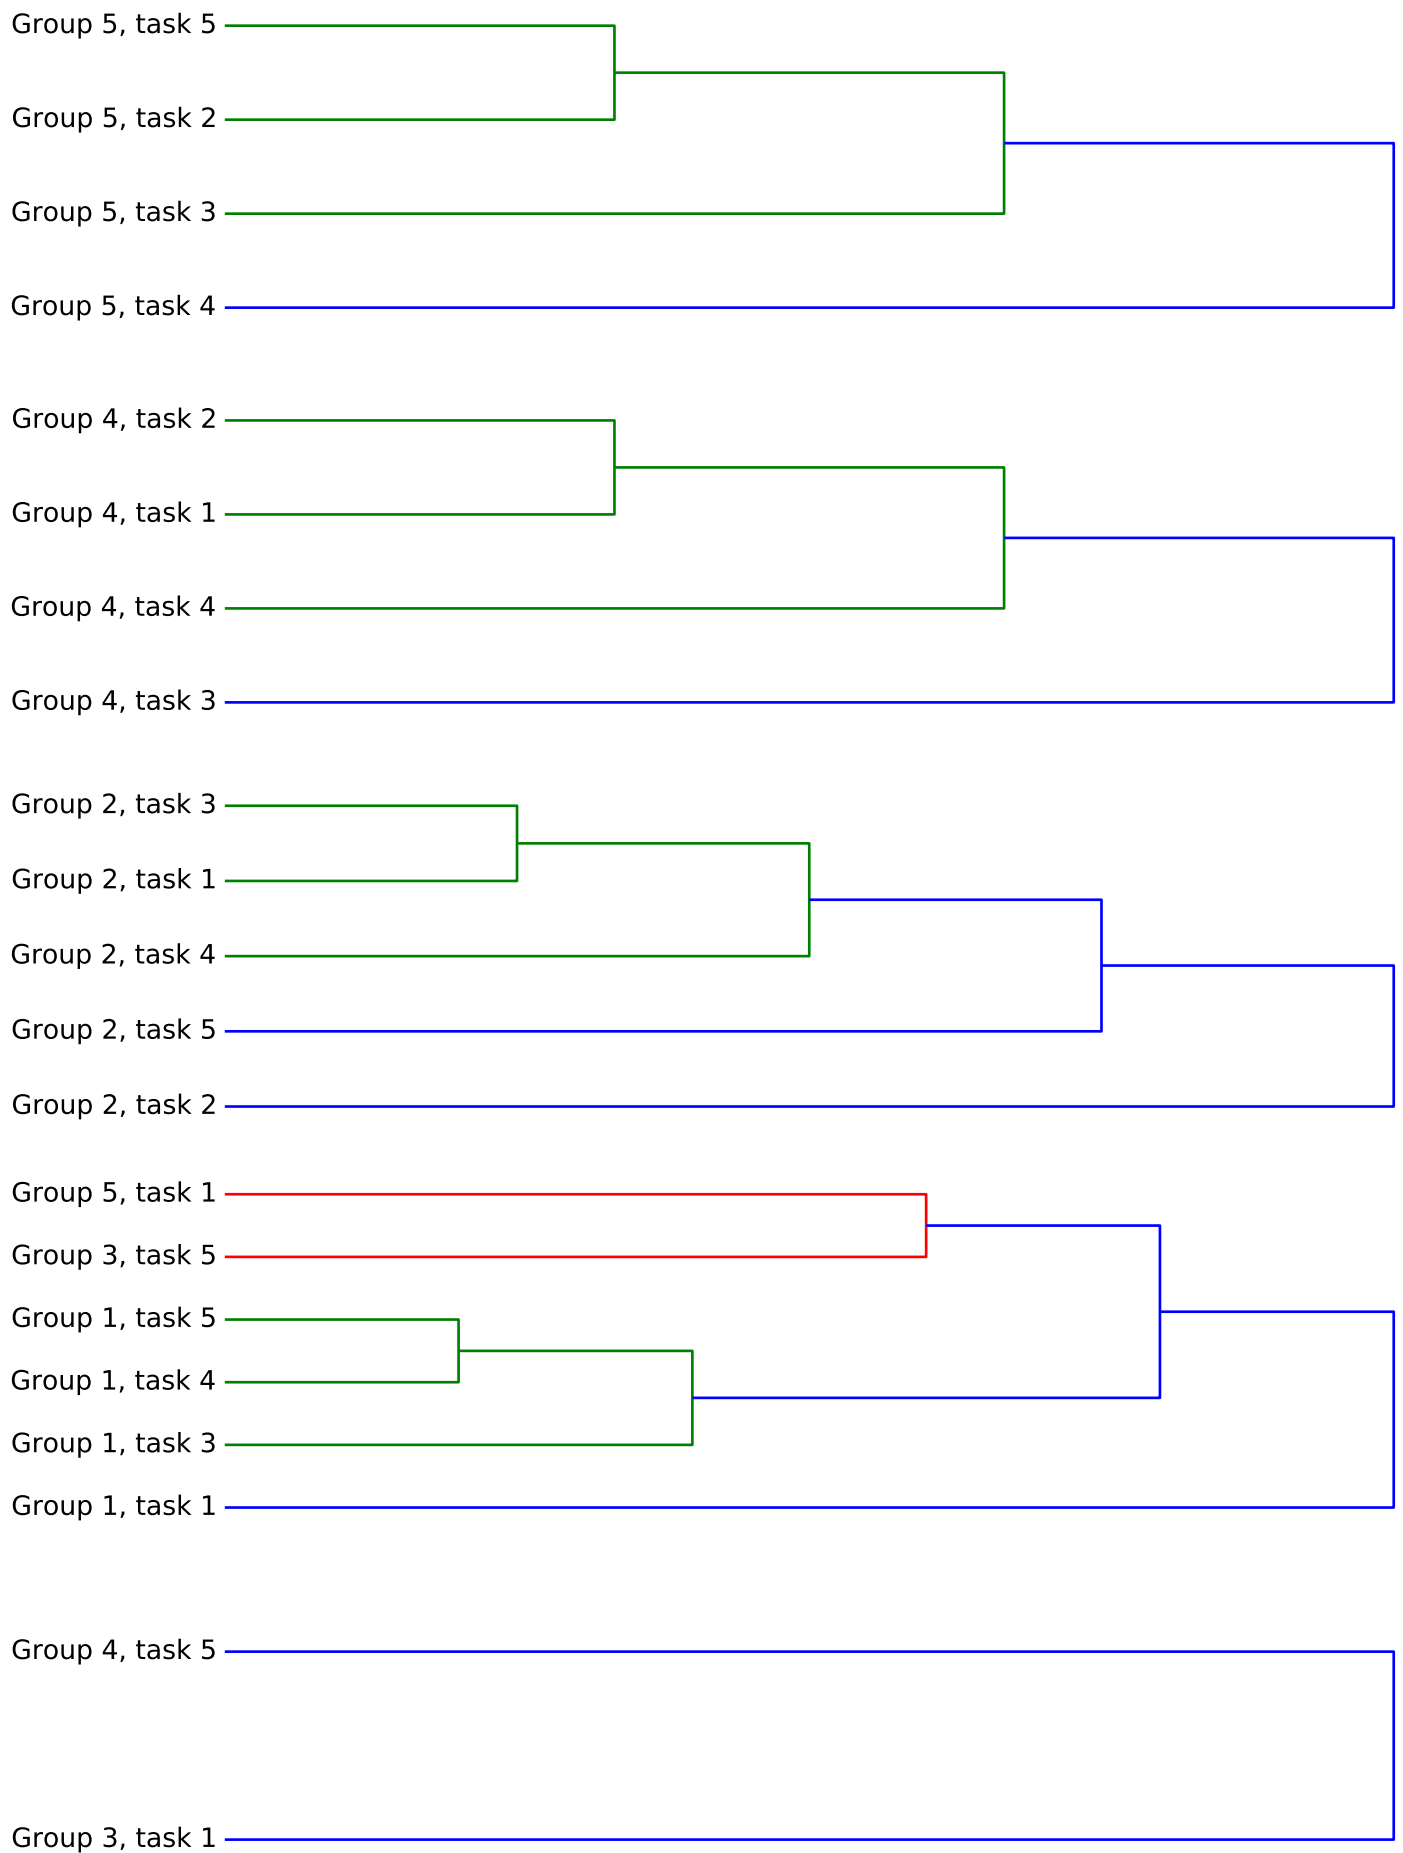 Group 5, task 5
Group 5, task 2
Group 5, task 3
Group 5, task 4
Group 4, task 2
Group 4, task 1
Group 4, task 4
Group 4, task 3
Group 2, task 3
Group 2, task 1
Group 2, task 4
Group 2, task 5
Group 2, task 2
Group 5, task 1
Group 3, task 5
Group 1, task 5
Group 1, task 4
Group 1, task 3
Group 1, task 1
Group 4, task 5
Group 3, task 1